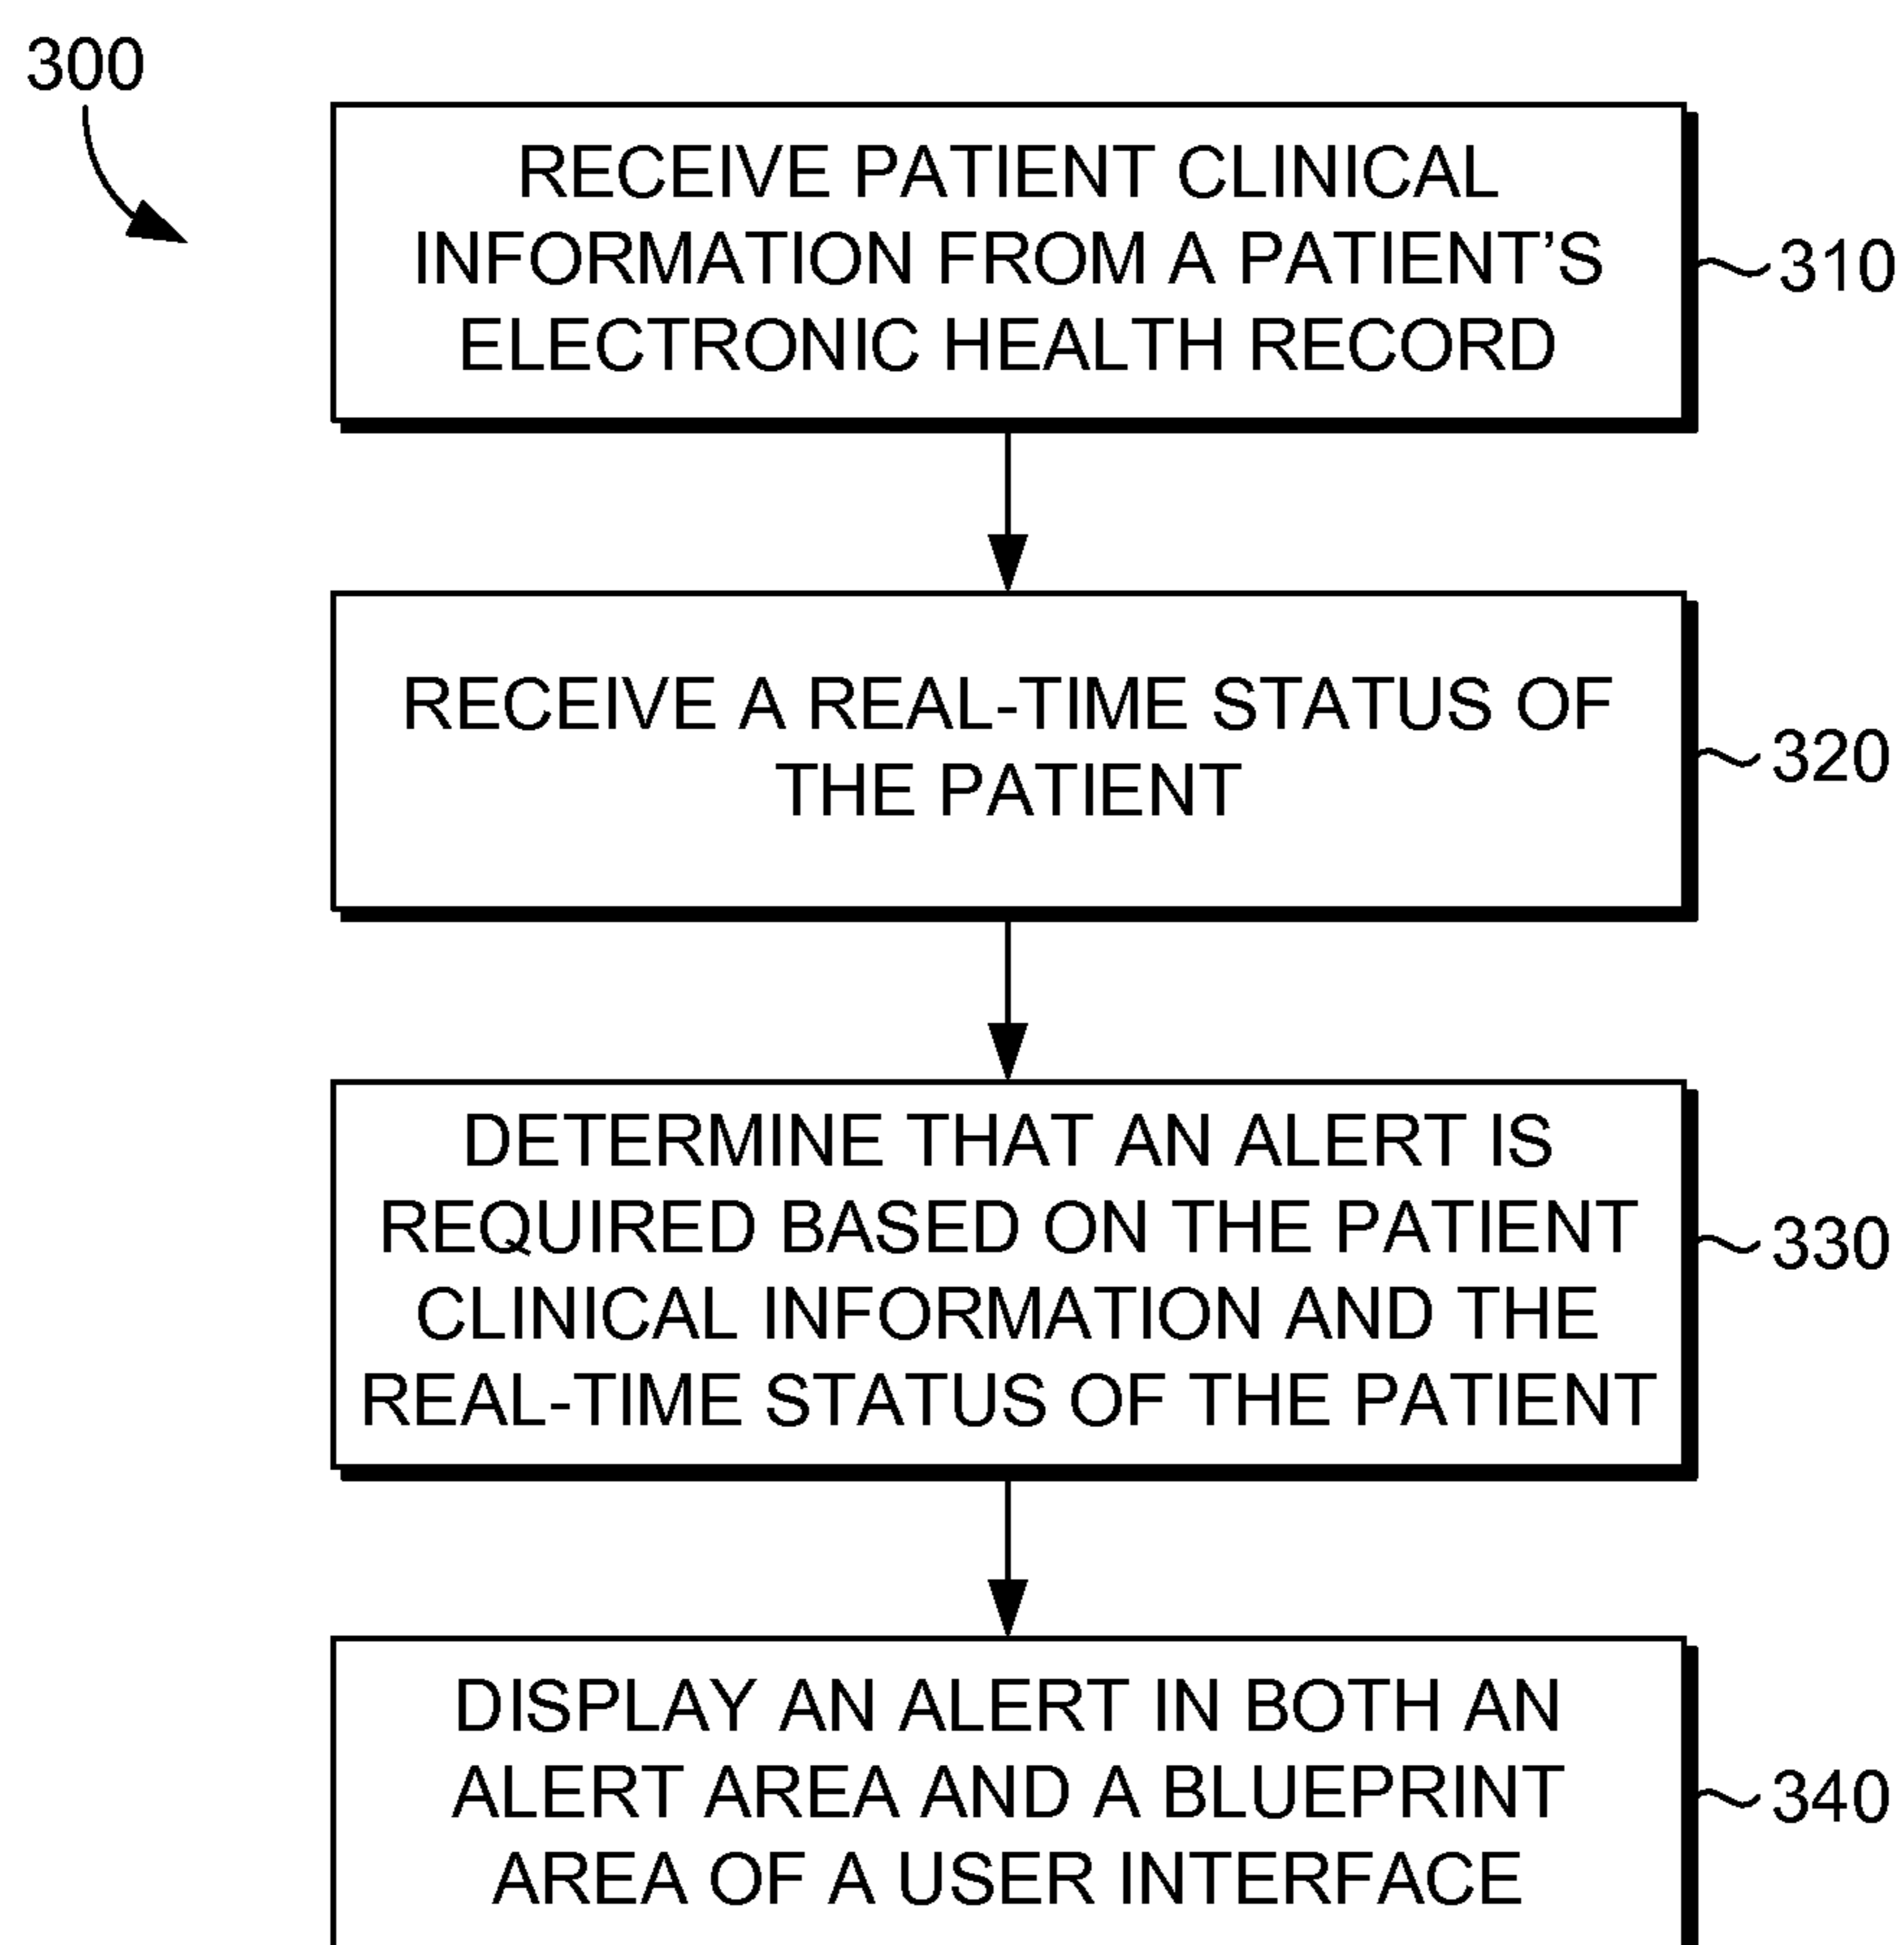 300
RECEIVE PATIENT CLINICAL
INFORMATION FROM A PATIENT’S
ELECTRONIC HEALTH RECORD
310
RECEIVE A REAL-TIME STATUS OF
THE PATIENT
320
DETERMINE THAT AN ALERT IS
REQUIRED BASED ON THE PATIENT
CLINICAL INFORMATION AND THE
REAL-TIME STATUS OF THE PATIENT
330
DISPLAY AN ALERT IN BOTH AN
ALERT AREA AND A BLUEPRINT
AREA OF A USER INTERFACE
340